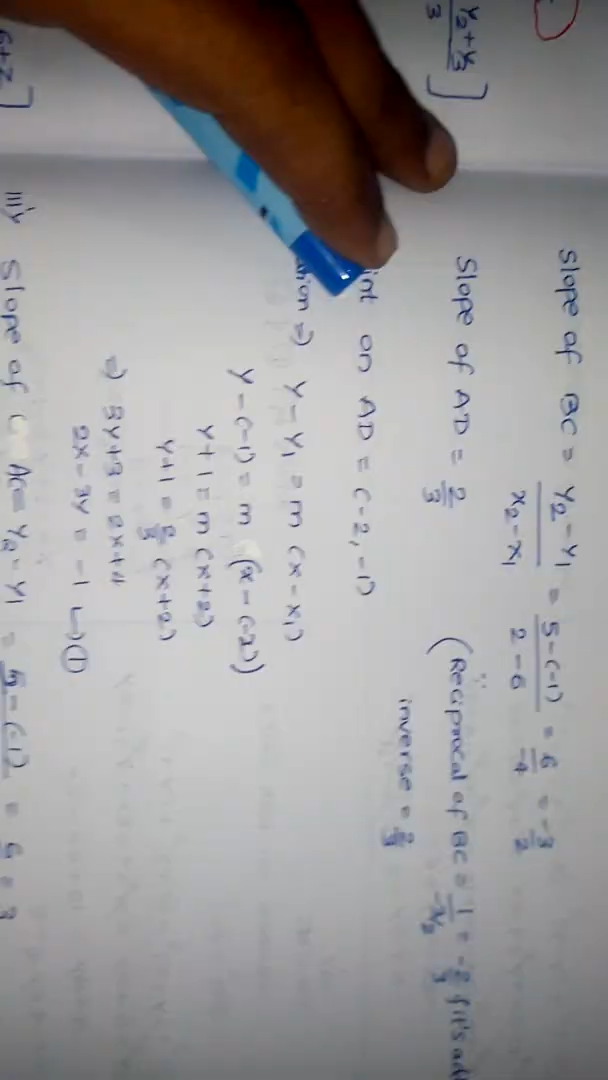 y₂+y₃/3]
Slope of BC = y₂-y₁/x₂-x₁ = 5-(-1)/2-6 = 6/-4 = -3/2
Slope of AD = 2/3 (Reciprocal of BC = 1/-3/2 = -2/3
inverse = 2/3
on AD = (-2, -1)
⇒ y-y₁ = m (x-x₁)
y-(-1) = m (x-(-2))
y+1 = m (x+2)
y+1 = 2/3 (x+2)
⇒ 3y+3 = 2x+4
2x-3y = -1 ↳①
111ly Slope of AC = y₂-y₁